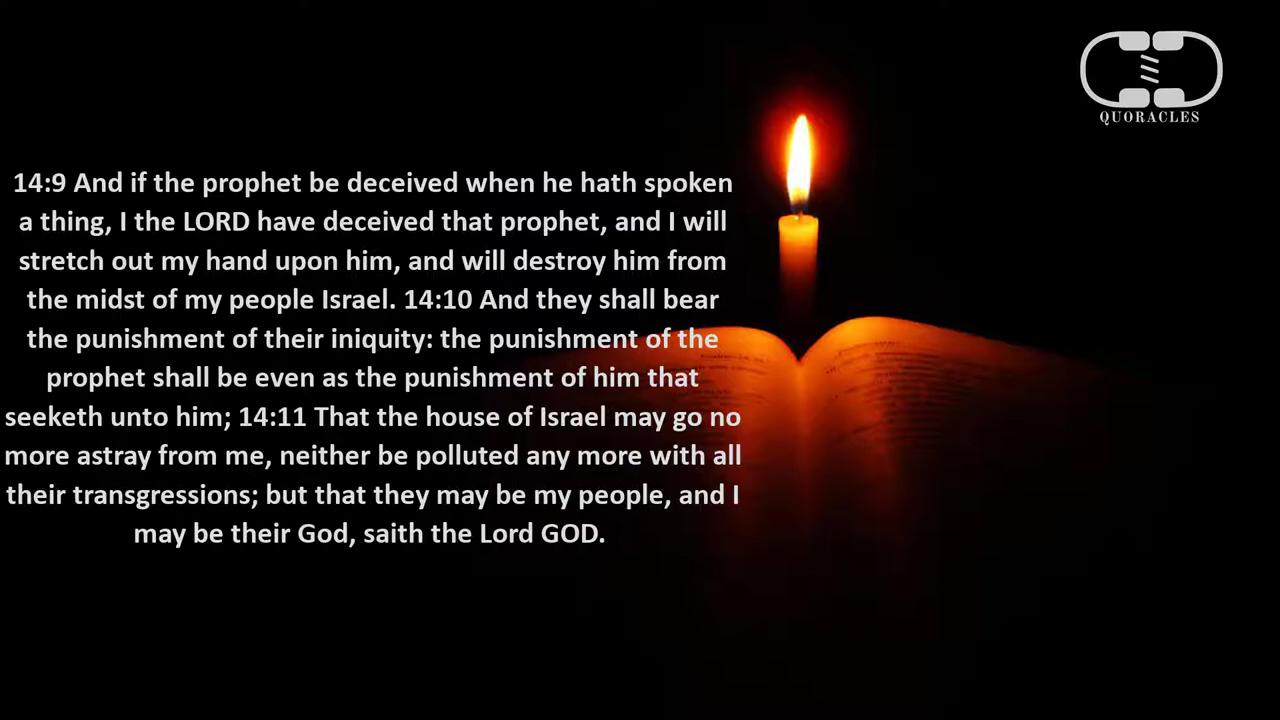 QUORACLES
14:9 And if the prophet be deceived when he hath spoken
a thing, I the LORD have deceived that prophet, and I will
stretch out my hand upon him, and will destroy him from
the midst of my people Israel. 14:10 And they shall bear
the punishment of their iniquity: the punishment of the
prophet shall be even as the punishment of him that
seeketh unto him; 14:11 That the house of Israel may go no
more astray from me, neither be polluted any more with all
their transgressions; but that they may be my people, and I
may be their God, saith the Lord GOD.